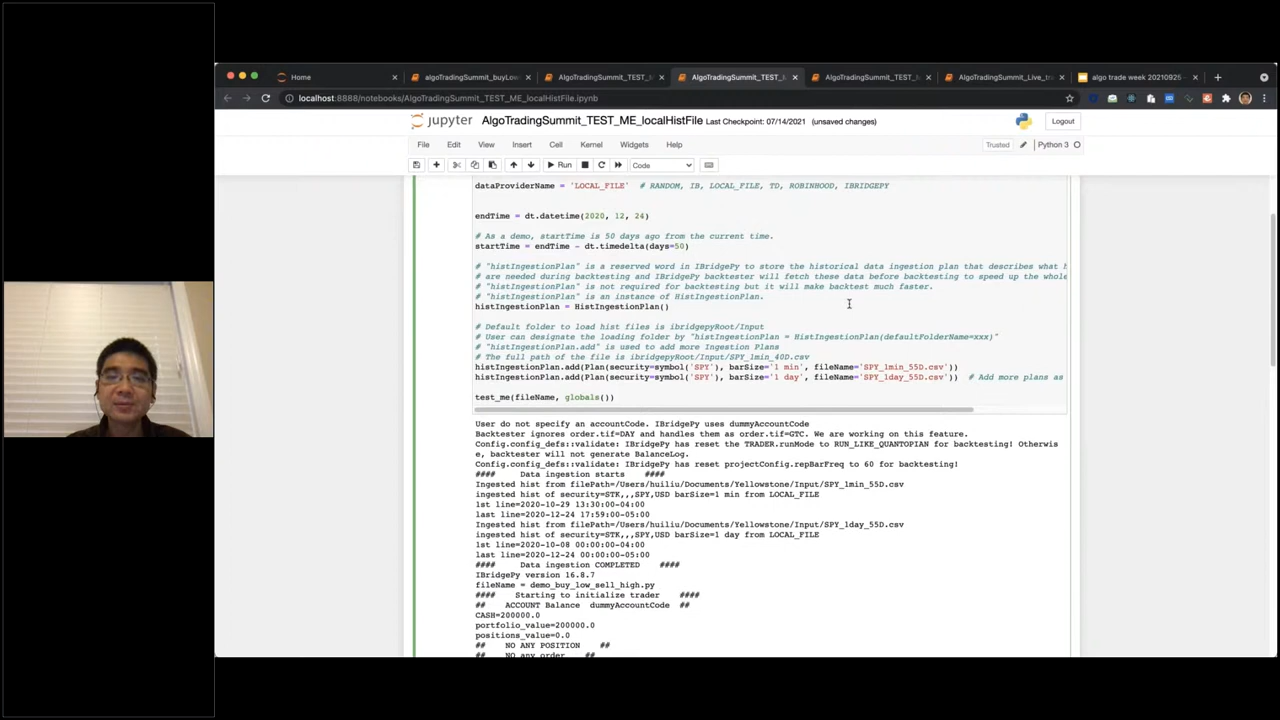 Home
algoTradingSummit_buyLow
AlgoTradingSummit_TEST_
AlgoTradingSummit_TEST_
AlgoTradingSummit_TEST_
AlgoTradingSummit_Live_tr
algo trade week 20210925 -
localhost:8888/notebooks/AlgoTradingSummit_TEST_ME_localHistFile.ipynb
jupyter AlgoTradingSummit_TEST_ME_localHistFile Last Checkpoint: 07/14/2021 (unsaved changes)
Logout
File Edit View Insert Cell Kernel Widgets Help
Trusted Python 3
Run Code
dataProviderName = 'LOCAL_FILE' # RANDOM, IB, LOCAL_FILE, TD, ROBINHOOD, IBRIDGEPY
endTime = dt.datetime(2020, 12, 24)
# As a demo, startTime is 50 days ago from the current time.
startTime = endTime - dt.timedelta(days=50)
# "histIngestionPlan" is a reserved word in IBridgePy to store the historical data ingestion plan that describes what h
# are needed during backtesting and IBridgePy backtester will fetch these data before backtesting to speed up the whole
# "histIngestionPlan" is not required for backtesting but it will make backtest much faster.
# "histIngestionPlan" is an instance of HistIngestionPlan.
histIngestionPlan = HistIngestionPlan()
# Default folder to load hist files is ibridgepyRoot/Input
# User can designate the loading folder by "histIngestionPlan = HistIngestionPlan(defaultFolderName=xxx)"
# "histIngestionPlan.add" is used to add more Ingestion Plans
# The full path of the file is ibridgepyRoot/Input/SPY_1min_40D.csv
histIngestionPlan.add(Plan(security=symbol('SPY'), barSize='1 min', fileName='SPY_1min_55D.csv'))
histIngestionPlan.add(Plan(security=symbol('SPY'), barSize='1 day', fileName='SPY_1day_55D.csv')) # Add more plans as
test_me(fileName, globals())
User do not specify an accountCode. IBridgePy uses dummyAccountCode
Backtester ignores order.tif=DAY and handles them as order.tif=GTC. We are working on this feature.
Config.config_defs::validate: IBridgePy has reset the TRADER.runMode to RUN_LIKE_QUANTOPIAN for backtesting! Otherwis
e, backtester will not generate BalanceLog.
Config.config_defs::validate: IBridgePy has reset projectConfig.repBarFreq to 60 for backtesting!
#### Data ingestion starts ####
Ingested hist from filePath=/Users/huiliu/Documents/Yellowstone/Input/SPY_1min_55D.csv
ingested hist of security=STK,,,SPY,USD barSize=1 min from LOCAL_FILE
1st line=2020-10-29 13:30:00-04:00
last line=2020-12-24 17:59:00-05:00
Ingested hist from filePath=/Users/huiliu/Documents/Yellowstone/Input/SPY_1day_55D.csv
ingested hist of security=STK,,,SPY,USD barSize=1 day from LOCAL_FILE
1st line=2020-10-08 00:00:00-04:00
last line=2020-12-24 00:00:00-05:00
#### Data ingestion COMPLETED ####
IBridgePy version 16.8.7
fileName = demo_buy_low_sell_high.py
#### Starting to initialize trader ####
## ACCOUNT Balance dummyAccountCode ##
CASH=200000.0
portfolio_value=200000.0
positions_value=0.0
## NO ANY POSITION ##
## NO any order ##